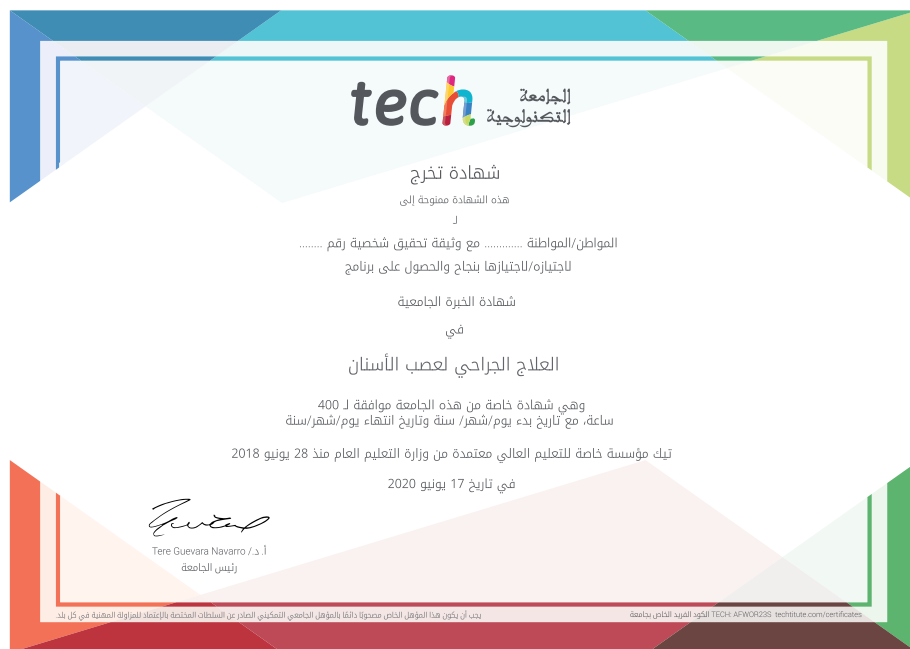 tech
الجامعة
التكنولوجية
شهادة تخرج
هذه الشهادة ممنوحة إلى
لـ
المواطن/المواطنة ............. مع وثيقة تحقيق شخصية رقم ........
لاجتيازه/لاجتيازها بنجاح والحصول على برنامج
شهادة الخبرة الجامعية
في
العلاج الجراحي لعصب الأسنان
وهي شهادة خاصة من هذه الجامعة موافقة لـ 400
ساعة، مع تاريخ بدء يوم/شهر/ سنة وتاريخ انتهاء يوم/شهر/سنة
تيك مؤسسة خاصة للتعليم العالي معتمدة من وزارة التعليم العام منذ 28 يونيو 2018
في تاريخ 17 يونيو 2020
أ. د./ Tere Guevara Navarro
رئيس الجامعة
يجب أن يكون هذا المؤهل الخاص مصحوبًا دائمًا بالمؤهل الجامعي التمكيني الصادر عن السلطات المختصة بالإعتماد للمزاولة المهنية في كل بلد.
الكود الفريد الخاص بجامعة TECH: AFWOR23S techtitute.com/certificates